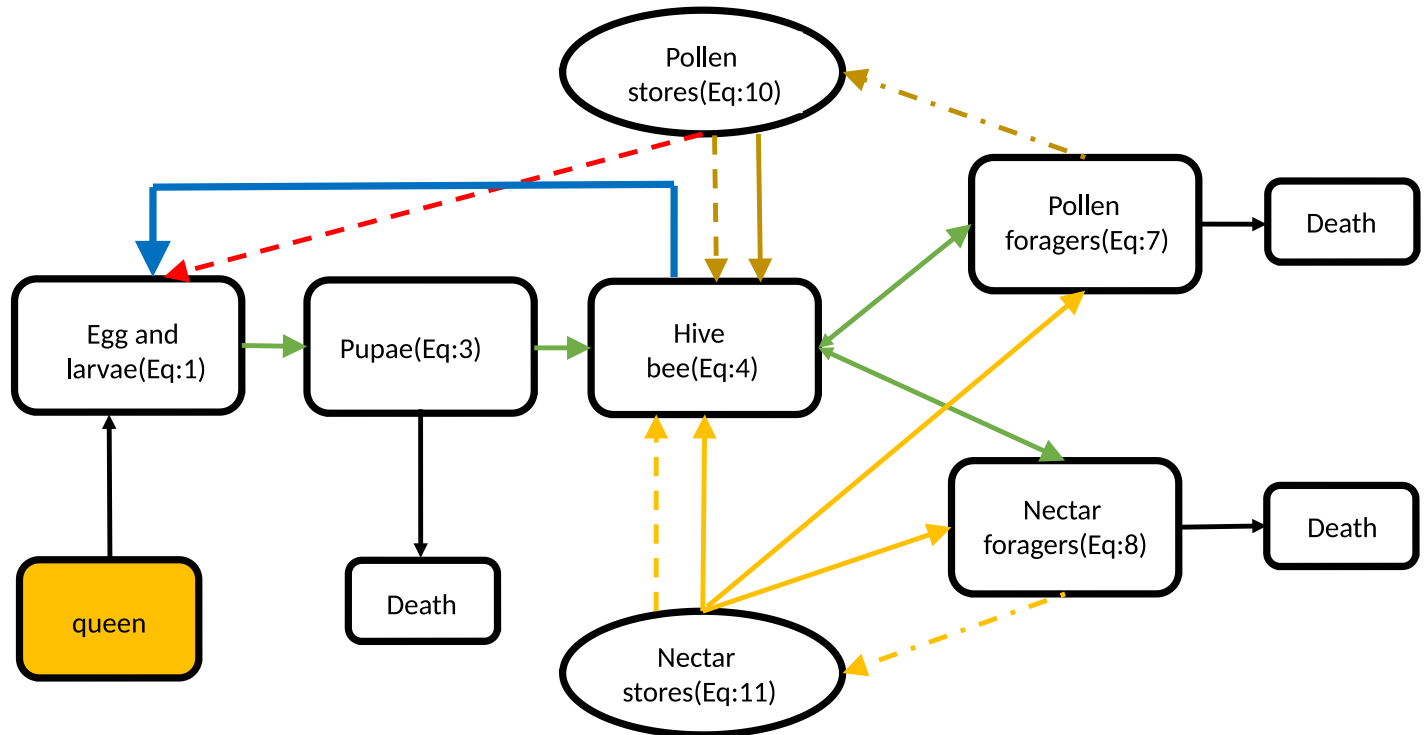 Pollen
stores(Eq:10)
Pollen
foragers(Eq:7)
Death
Egg and
larvae(Eq:1)
Pupae(Eq:3)
Hive
bee(Eq:4)
Nectar
foragers(Eq:8)
Death
queen
Death
Nectar
stores(Eq:11)